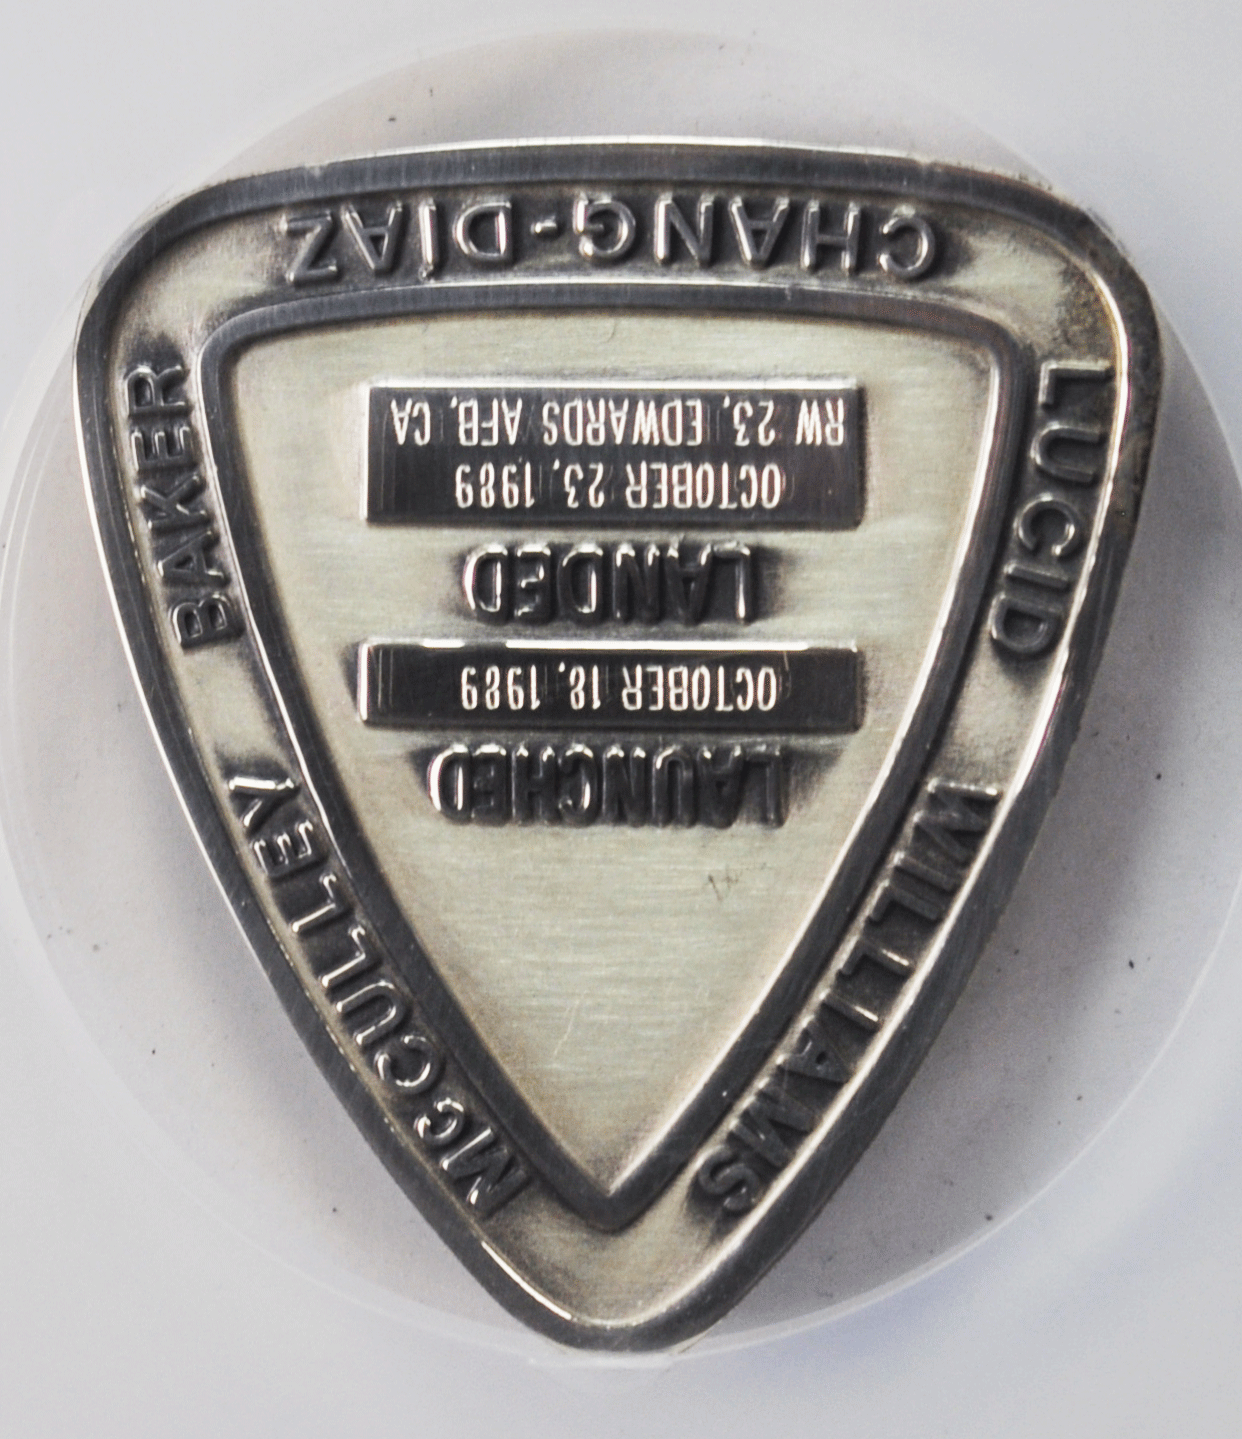 WILLIAMS
McCULLEY
LUCID
BAKER
CHANG-DÍAZ
LAUNCHED
OCTOBER 18, 1989
LANDED
OCTOBER 23, 1989
RW 23, EDWARDS AFB, CA